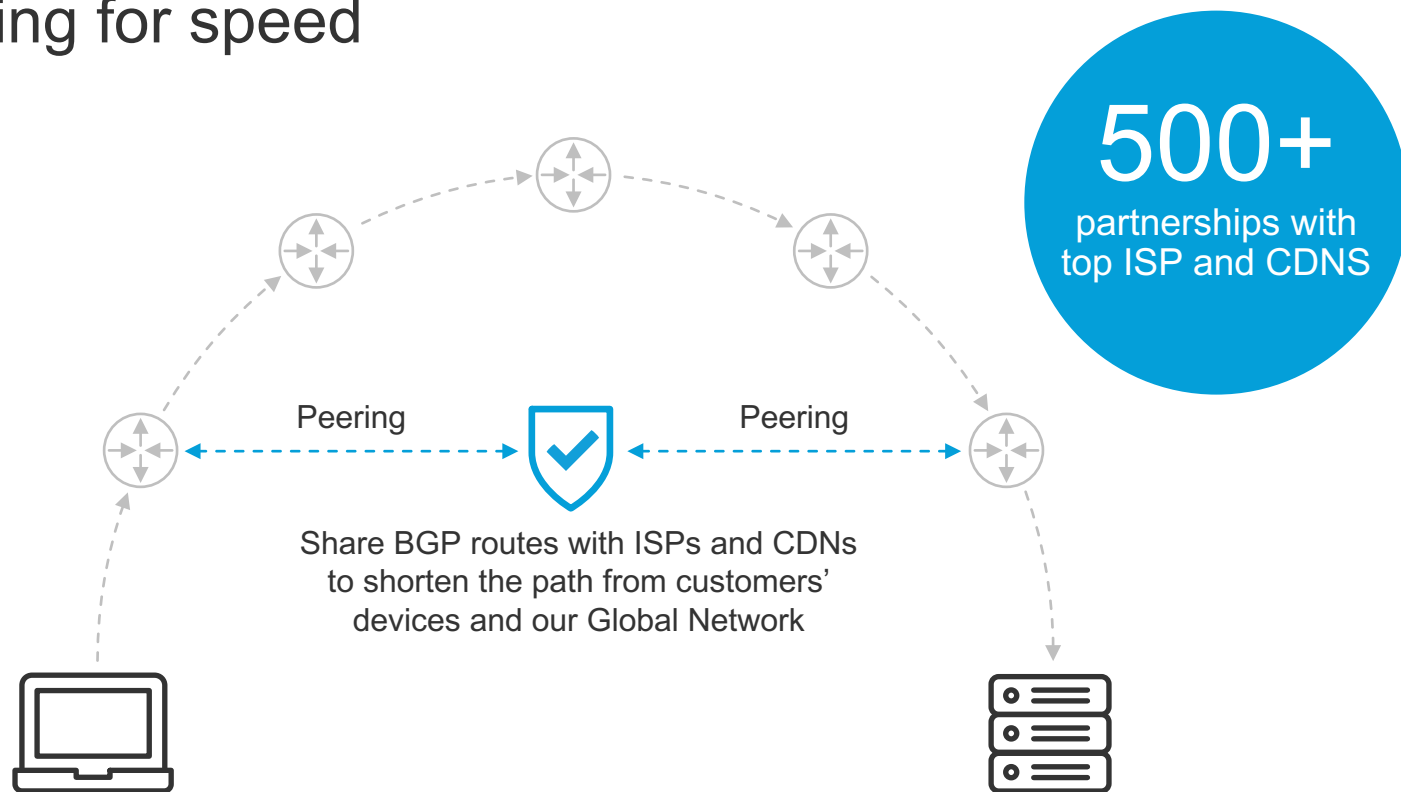 ing for speed
500+
partnerships with
top ISP and CDNS
Peering
Peering
Share BGP routes with ISPs and CDNs
to shorten the path from customers’
devices and our Global Network